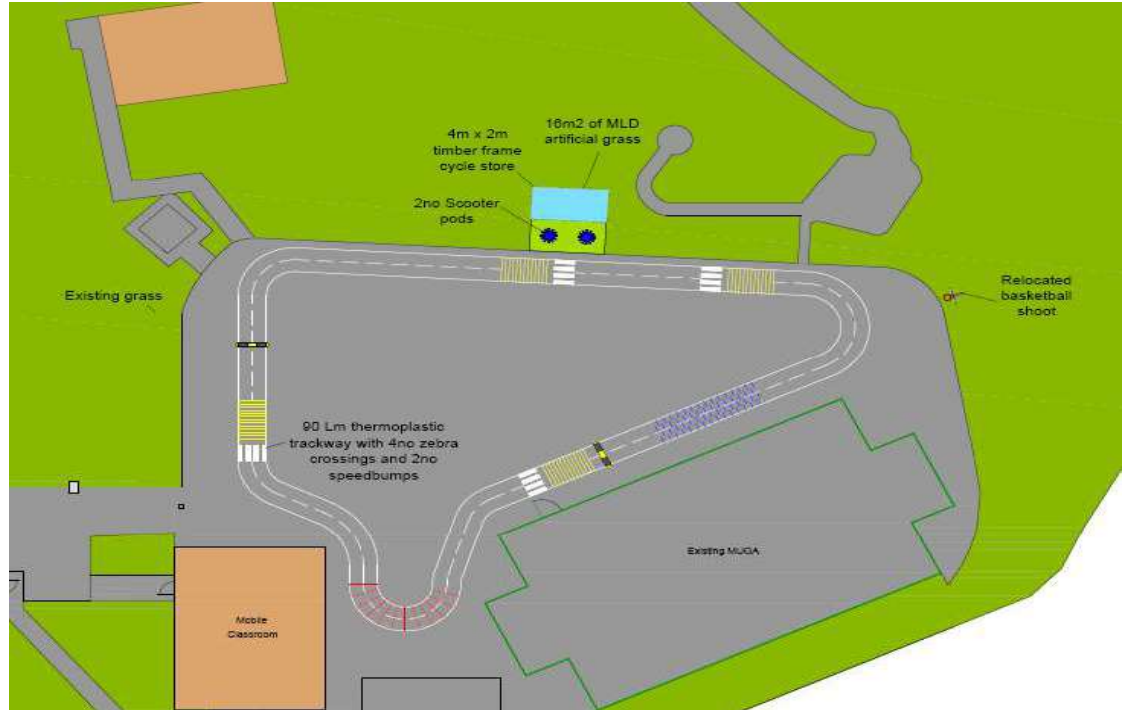 4m x 2m
timber frame
cycle store
16m2 of MLD
artificial grass
2no Scooter
pods
Existing grass
Relocated
basketball
shoot
90 Lm thermoplastic
trackway with 4no zebra
crossings and 2no
speedbumps
Existing MUGA
Mobile
Classroom